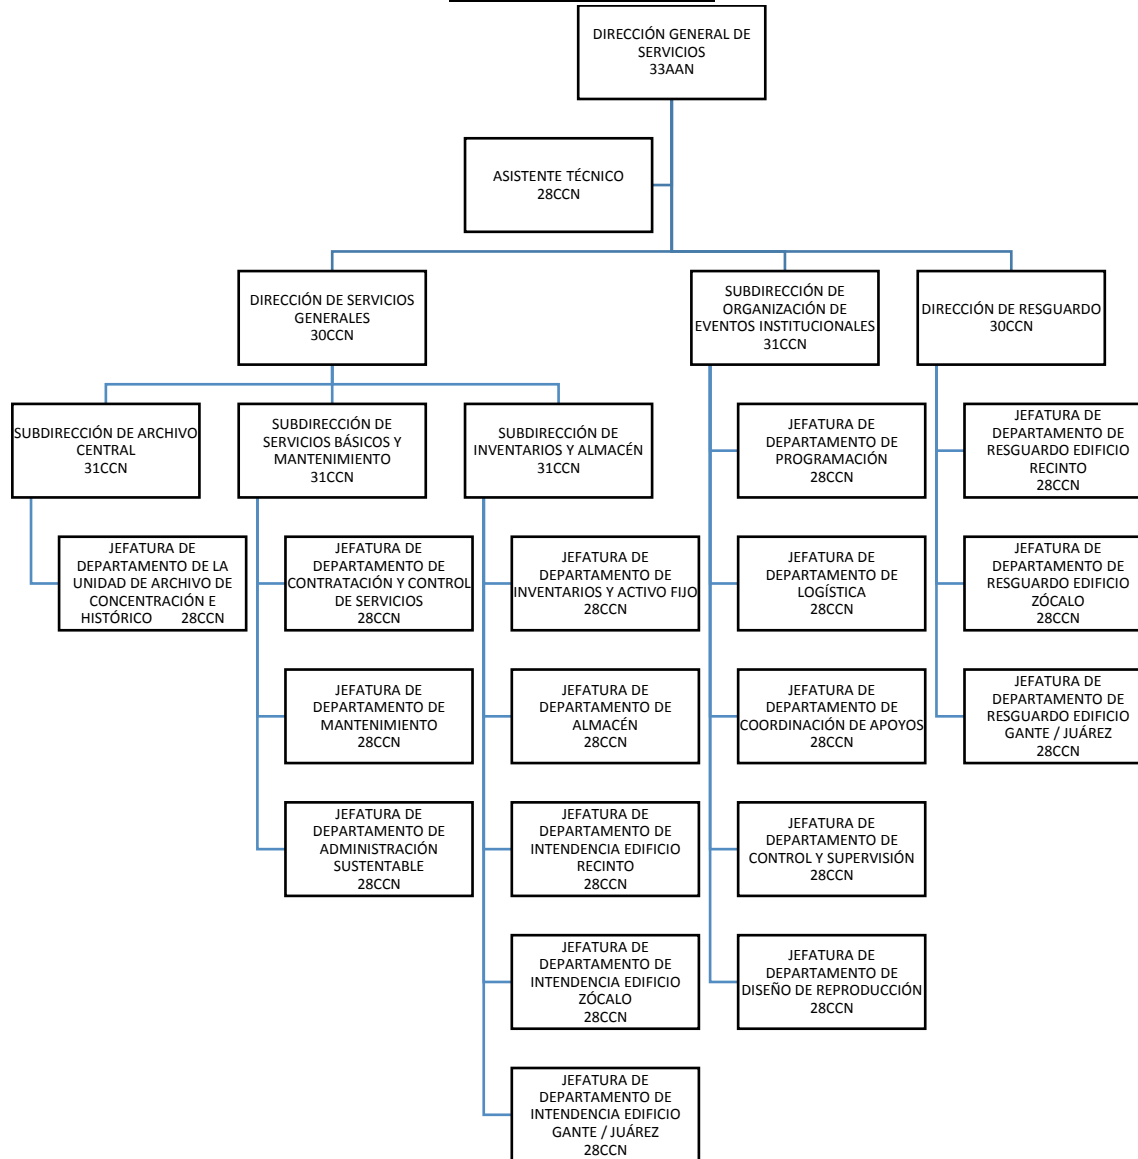 DIRECCIÓN GENERAL DE
SERVICIOS
33AAN
ASISTENTE TÉCNICO
28CCN
DIRECCIÓN DE SERVICIOS
GENERALES
30CCN
SUBDIRECCIÓN DE
ORGANIZACIÓN DE
EVENTOS INSTITUCIONALES
31CCN
DIRECCIÓN DE RESGUARDO
30CCN
SUBDIRECCIÓN DE ARCHIVO
CENTRAL
31CCN
SUBDIRECCIÓN DE
SERVICIOS BÁSICOS Y
MANTENIMIENTO
31CCN
SUBDIRECCIÓN DE
INVENTARIOS Y ALMACÉN
31CCN
JEFATURA DE
DEPARTAMENTO DE
PROGRAMACIÓN
28CCN
JEFATURA DE
DEPARTAMENTO DE
RESGUARDO EDIFICIO
RECINTO
28CCN
JEFATURA DE
DEPARTAMENTO DE LA
UNIDAD DE ARCHIVO DE
CONCENTRACIÓN E
HISTÓRICO 28CCN
JEFATURA DE
DEPARTAMENTO DE
CONTRATACIÓN Y CONTROL
DE SERVICIOS
28CCN
JEFATURA DE
DEPARTAMENTO DE
INVENTARIOS Y ACTIVO FIJO
28CCN
JEFATURA DE
DEPARTAMENTO DE
LOGÍSTICA
28CCN
JEFATURA DE
DEPARTAMENTO DE
RESGUARDO EDIFICIO
ZÓCALO
28CCN
JEFATURA DE
DEPARTAMENTO DE
MANTENIMIENTO
28CCN
JEFATURA DE
DEPARTAMENTO DE
ALMACÉN
28CCN
JEFATURA DE
DEPARTAMENTO DE
COORDINACIÓN DE APOYOS
28CCN
JEFATURA DE
DEPARTAMENTO DE
RESGUARDO EDIFICIO
GANTE / JUÁREZ
28CCN
JEFATURA DE
DEPARTAMENTO DE
ADMINISTRACIÓN
SUSTENTABLE
28CCN
JEFATURA DE
DEPARTAMENTO DE
INTENDENCIA EDIFICIO
RECINTO
28CCN
JEFATURA DE
DEPARTAMENTO DE
CONTROL Y SUPERVISIÓN
28CCN
JEFATURA DE
DEPARTAMENTO DE
INTENDENCIA EDIFICIO
ZÓCALO
28CCN
JEFATURA DE
DEPARTAMENTO DE
DISEÑO DE REPRODUCCIÓN
28CCN
JEFATURA DE
DEPARTAMENTO DE
INTENDENCIA EDIFICIO
GANTE / JUÁREZ
28CCN